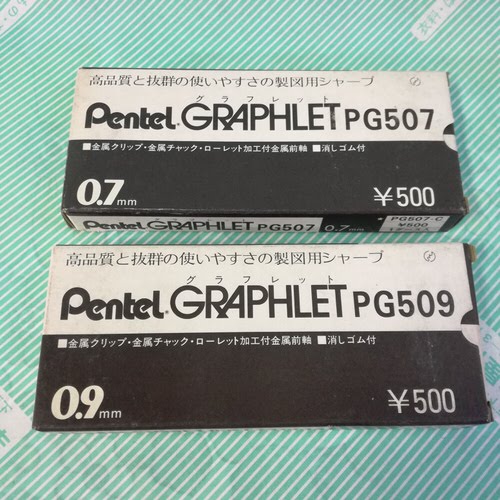 高品質と抜群の使いやすさの製図用シャープ
グラフレット
Pentel. GRAPHLET PG507
■金属クリップ・金属チャック・ローレット加工付金属前軸 ■消しゴム付
0.7mm ¥500
Pentel. GRAPHLET PG507 0.7mm PG507-C
¥500
高品質と抜群の使いやすさの製図用シャープ
グラフレット
Pentel. GRAPHLET PG509
■金属クリップ・金属チャック・ローレット加工付金属前軸 ■消しゴム付
0.9mm ¥500